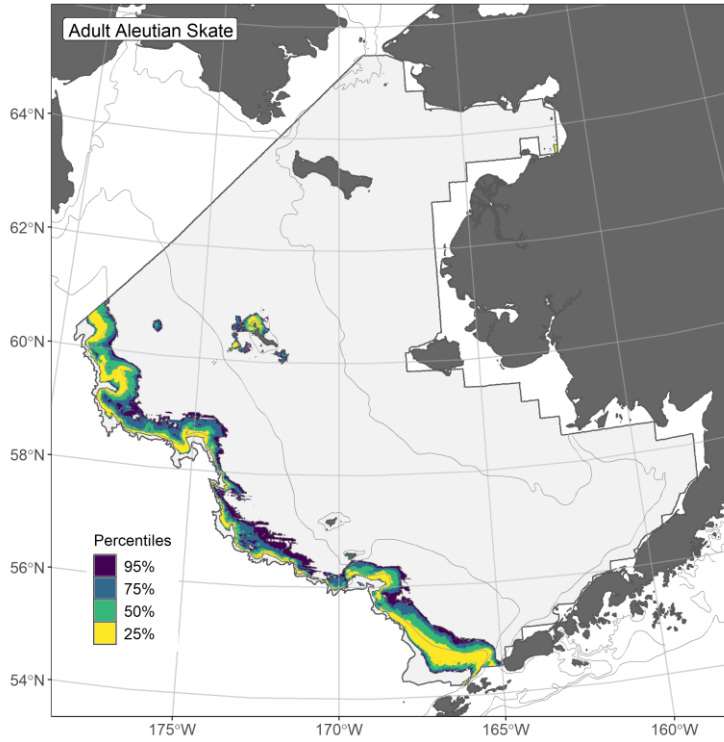 Adult Aleutian Skate
64°N
62°N
60°N
58°N
56°N
54°N
Percentiles
95%
75%
50%
25%
175°W
170°W
165°W
160°W